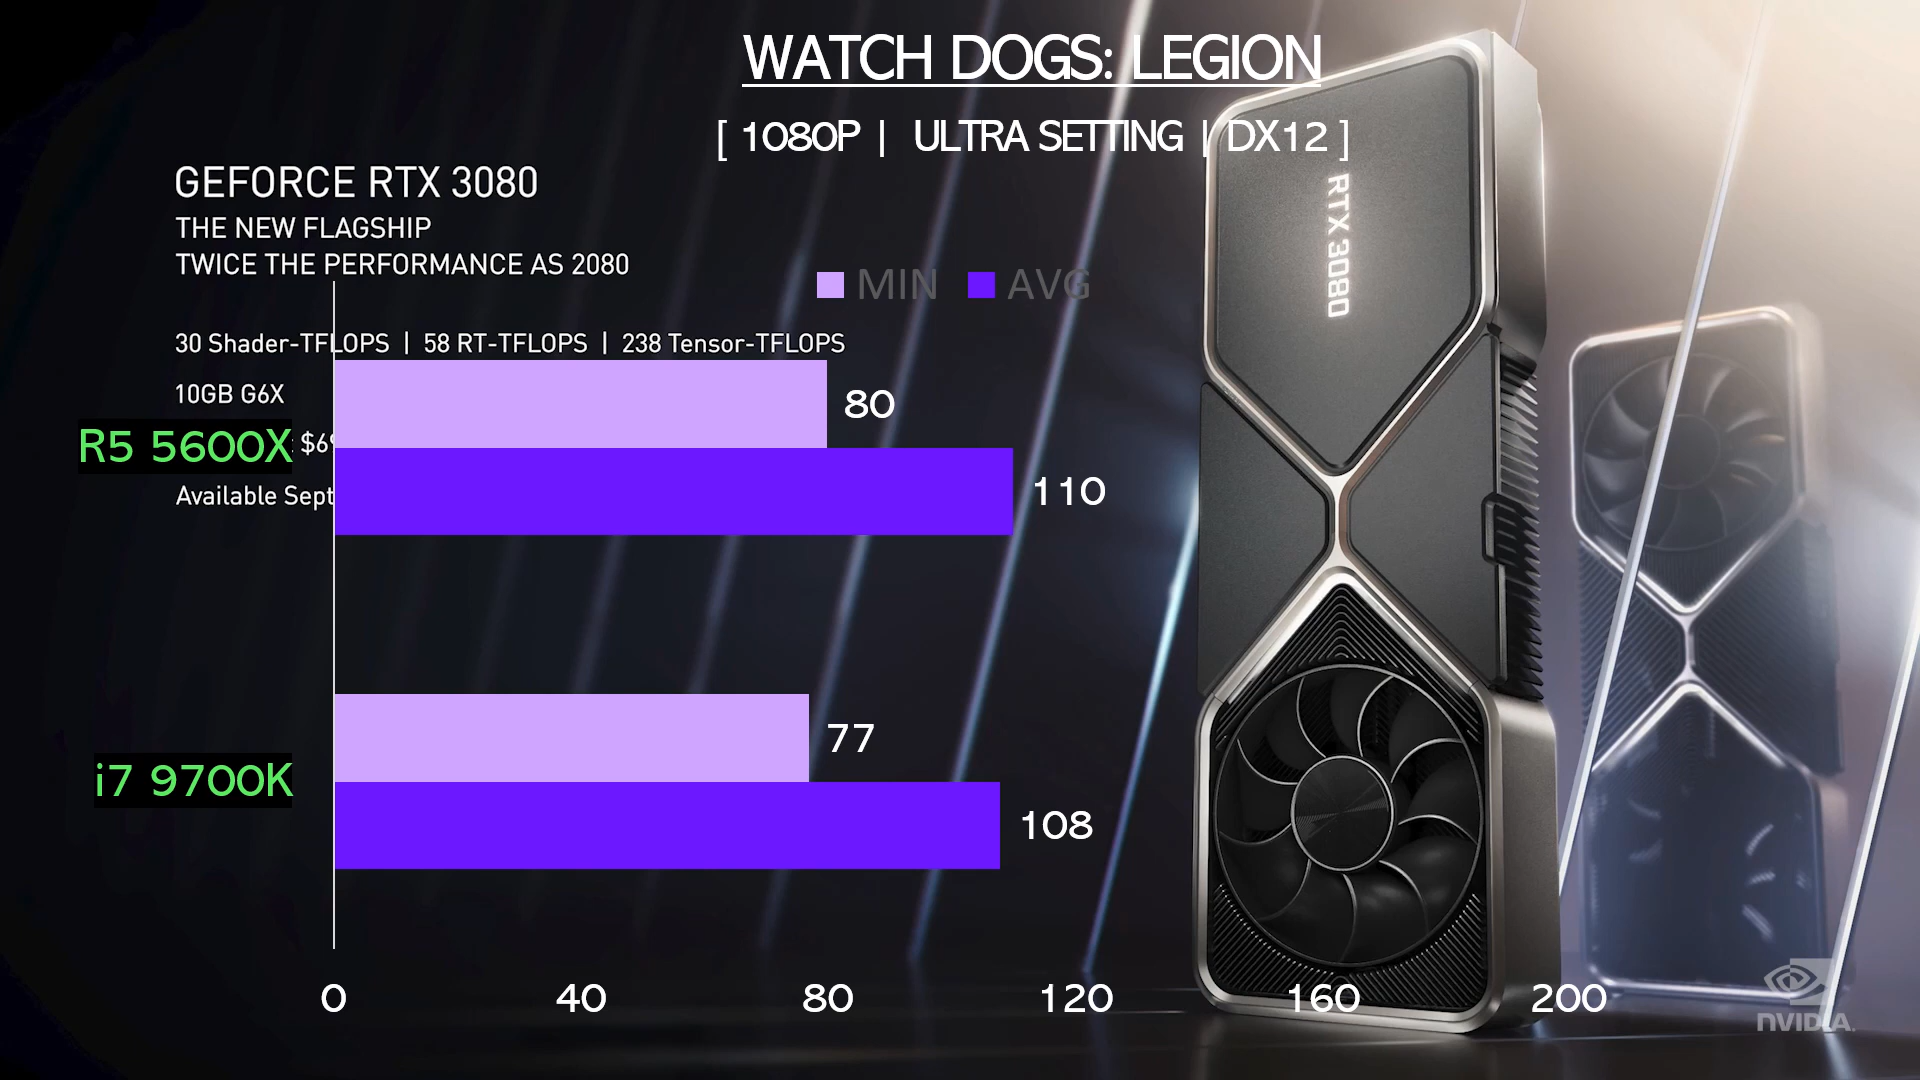 WATCH DOGS: LEGION
[ 1080P | ULTRA SETTING | DX12 ]
GEFORCE RTX 3080
THE NEW FLAGSHIP
TWICE THE PERFORMANCE AS 2080
RTX 3080
MIN AVG
30 Shader-TFLOPS | 58 RT-TFLOPS | 238 Tensor-TFLOPS
10GB G6X
80
R5 5600X
110
Available Sept
77
i7 9700K
108
0 40 80 120 160 200
NVIDIA.